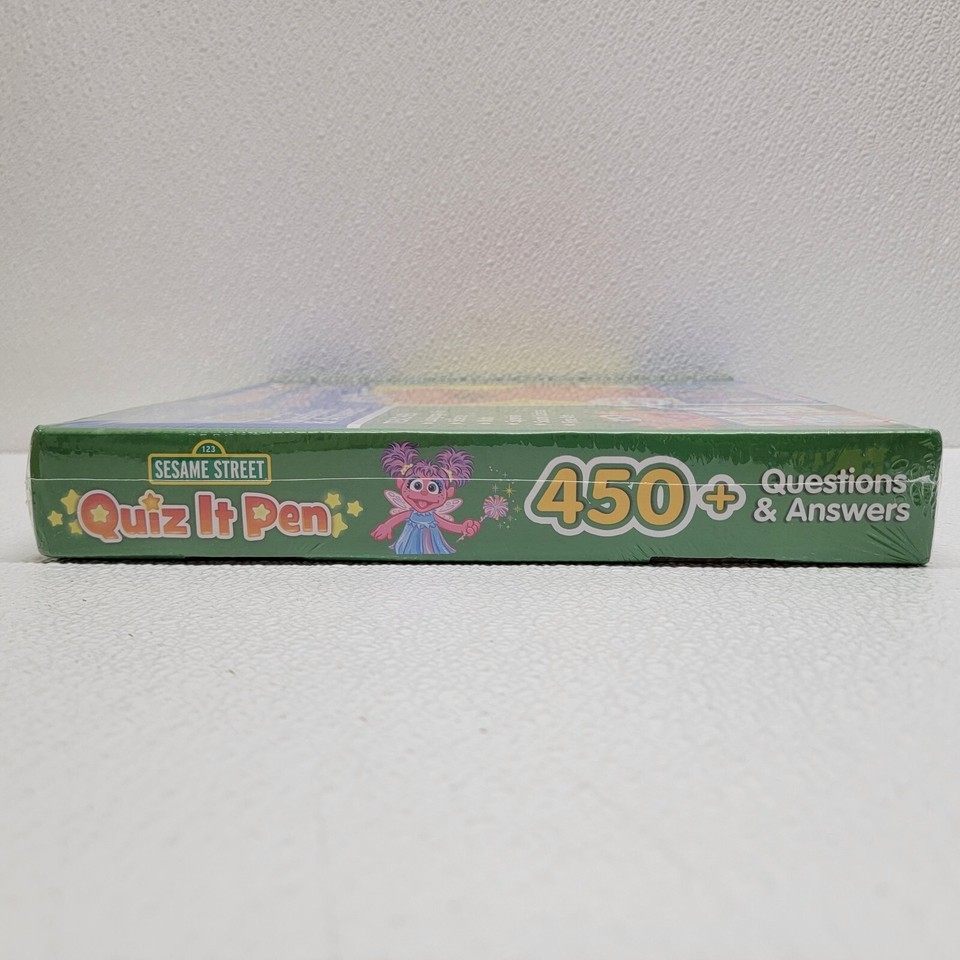 123
SESAME STREET
Quiz It Pen
450+
Questions
& Answers